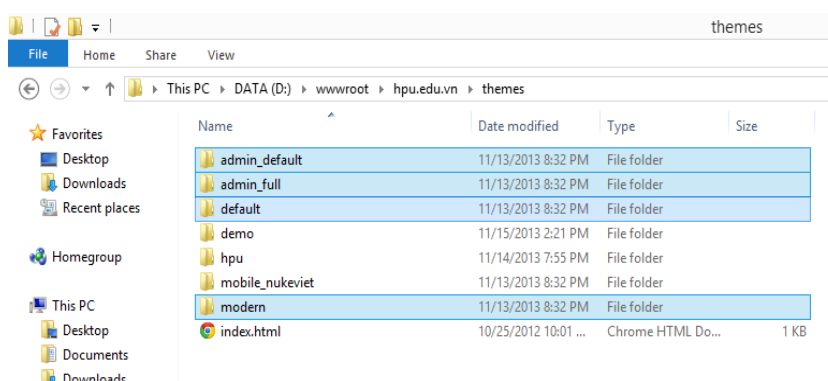 themes
File Home Share View
This PC DATA (D:) wwwroot hpu.edu.vn themes
Name Date modified Type Size
Favorites
Desktop
Downloads
Recent places
Homegroup
This PC
Desktop
Documents
Downloads
admin_default 11/13/2013 8:32 PM File folder
admin_full 11/13/2013 8:32 PM File folder
default 11/13/2013 8:32 PM File folder
demo 11/15/2013 2:21 PM File folder
hpu 11/14/2013 7:55 PM File folder
mobile_nukeviet 11/13/2013 8:32 PM File folder
modern 11/13/2013 8:32 PM File folder
index.html 10/25/2012 10:01 ... Chrome HTML Do... 1 KB